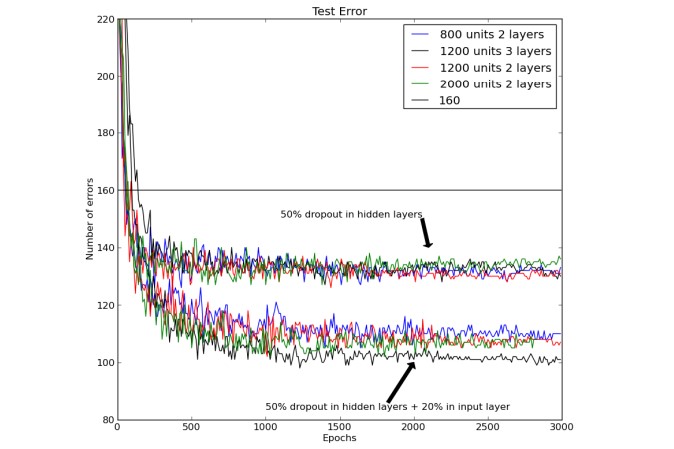 Test Error
220
200
180
160
140
120
100
80
Number of errors
800 units 2 layers
1200 units 3 layers
1200 units 2 layers
2000 units 2 layers
160
50% dropout in hidden layers
50% dropout in hidden layers + 20% in input layer
0
500
1000
1500
2000
2500
3000
Epochs